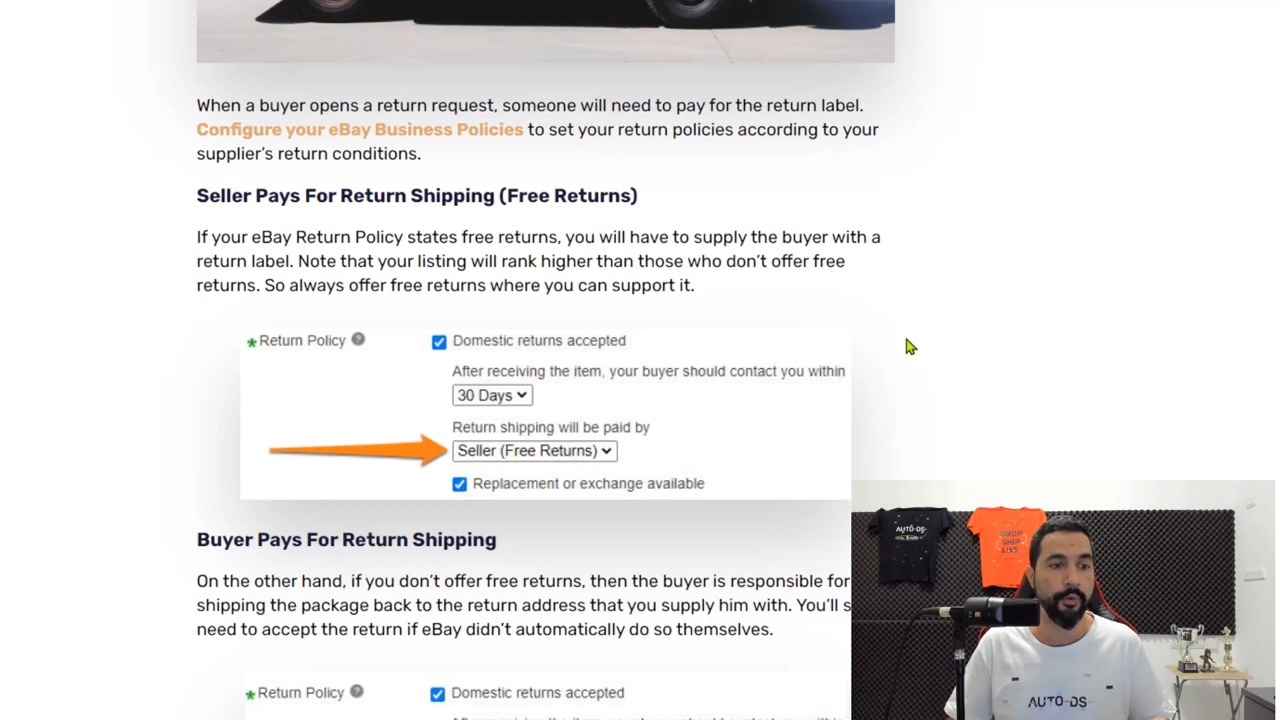 When a buyer opens a return request, someone will need to pay for the return label.
Configure your eBay Business Policies to set your return policies according to your
supplier's return conditions.
Seller Pays For Return Shipping (Free Returns)
If your eBay Return Policy states free returns, you will have to supply the buyer with a
return label. Note that your listing will rank higher than those who don't offer free
returns. So always offer free returns where you can support it.
* Return Policy ? Domestic returns accepted
After receiving the item, your buyer should contact you within
30 Days
Return shipping will be paid by
Seller (Free Returns)
Replacement or exchange available
Buyer Pays For Return Shipping
On the other hand, if you don't offer free returns, then the buyer is responsible for
shipping the package back to the return address that you supply him with. You'll s
need to accept the return if eBay didn't automatically do so themselves.
* Return Policy ? Domestic returns accepted
AUTO-DS
DROP
SHIP
LIVE
AUTO-DS